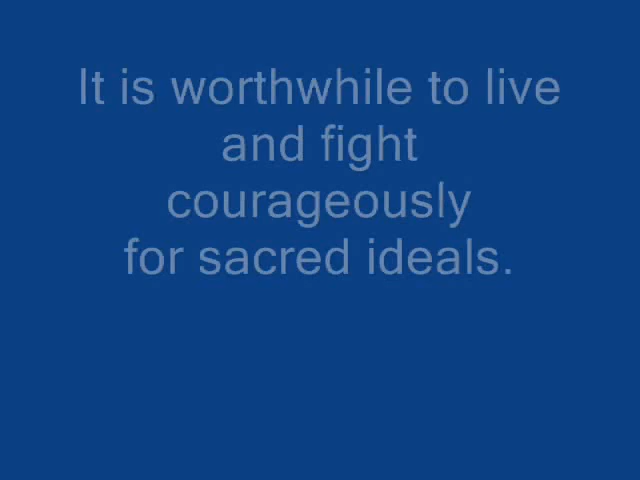 It is worthwhile to live
and fight
courageously
for sacred ideals.